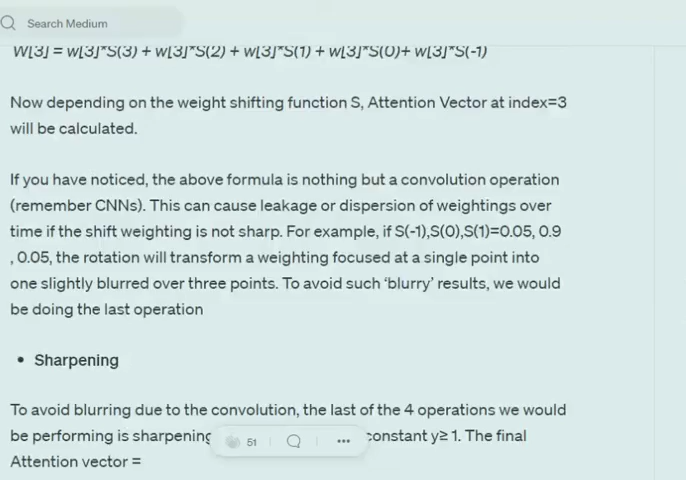 Search Medium
W[3] = w[3]*S(3) + w[3]*S(2) + w[3]*S(1) + w[3]*S(0)+ w[3]*S(-1)
Now depending on the weight shifting function S, Attention Vector at index=3
will be calculated.
If you have noticed, the above formula is nothing but a convolution operation
(remember CNNs). This can cause leakage or dispersion of weightings over
time if the shift weighting is not sharp. For example, if S(-1),S(0),S(1)=0.05, 0.9
, 0.05, the rotation will transform a weighting focused at a single point into
one slightly blurred over three points. To avoid such ‘blurry’ results, we would
be doing the last operation
• Sharpening
To avoid blurring due to the convolution, the last of the 4 operations we would
be performing is sharpening constant y≥ 1. The final
51
Attention vector =